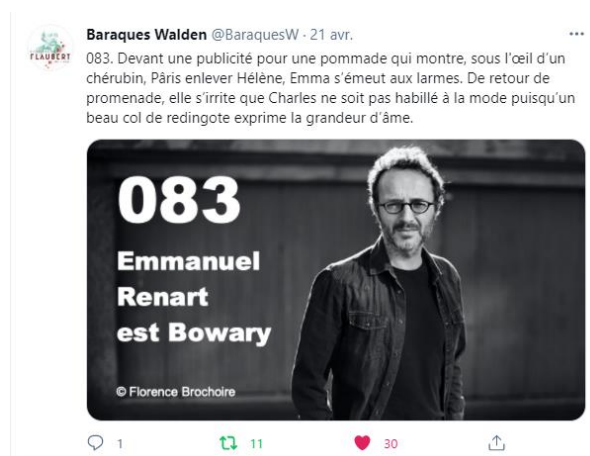 Baraques Walden @BaraquesW · 21 avr.
FLAUBERT
083. Devant une publicité pour une pommade qui montre, sous l'œil d'un
chérubin, Pâris enlever Hélène, Emma s'émeut aux larmes. De retour de
promenade, elle s'irrite que Charles ne soit pas habillé à la mode puisqu'un
beau col de redingote exprime la grandeur d'âme.
083
Emmanuel
Renart
est Bowary
© Florence Brochoire
1 11 30